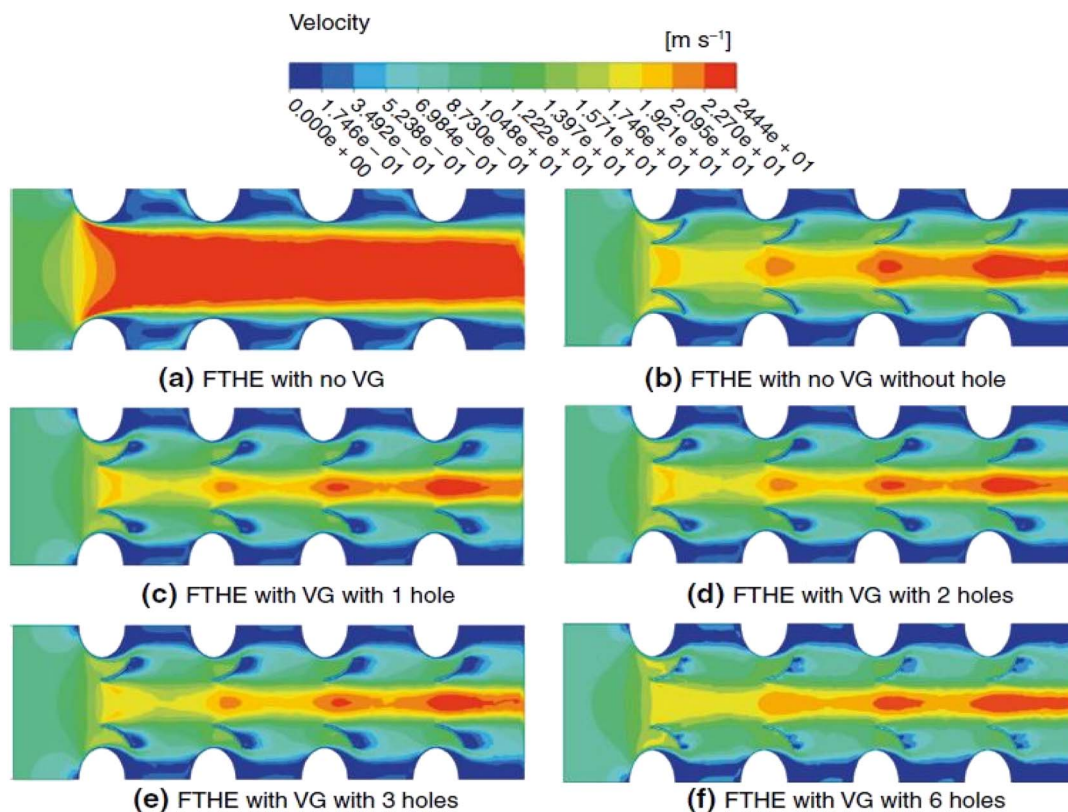 Velocity
[m s⁻¹]
0.000e + 00
1.746e − 01
3.492e − 01
5.238e − 01
6.984e − 01
8.730e − 01
1.048e + 01
1.222e + 01
1.397e + 01
1.571e + 01
1.746e + 01
1.921e + 01
2.095e + 01
2.270e + 01
2444e + 01
(a) FTHE with no VG
(b) FTHE with no VG without hole
(c) FTHE with VG with 1 hole
(d) FTHE with VG with 2 holes
(e) FTHE with VG with 3 holes
(f) FTHE with VG with 6 holes